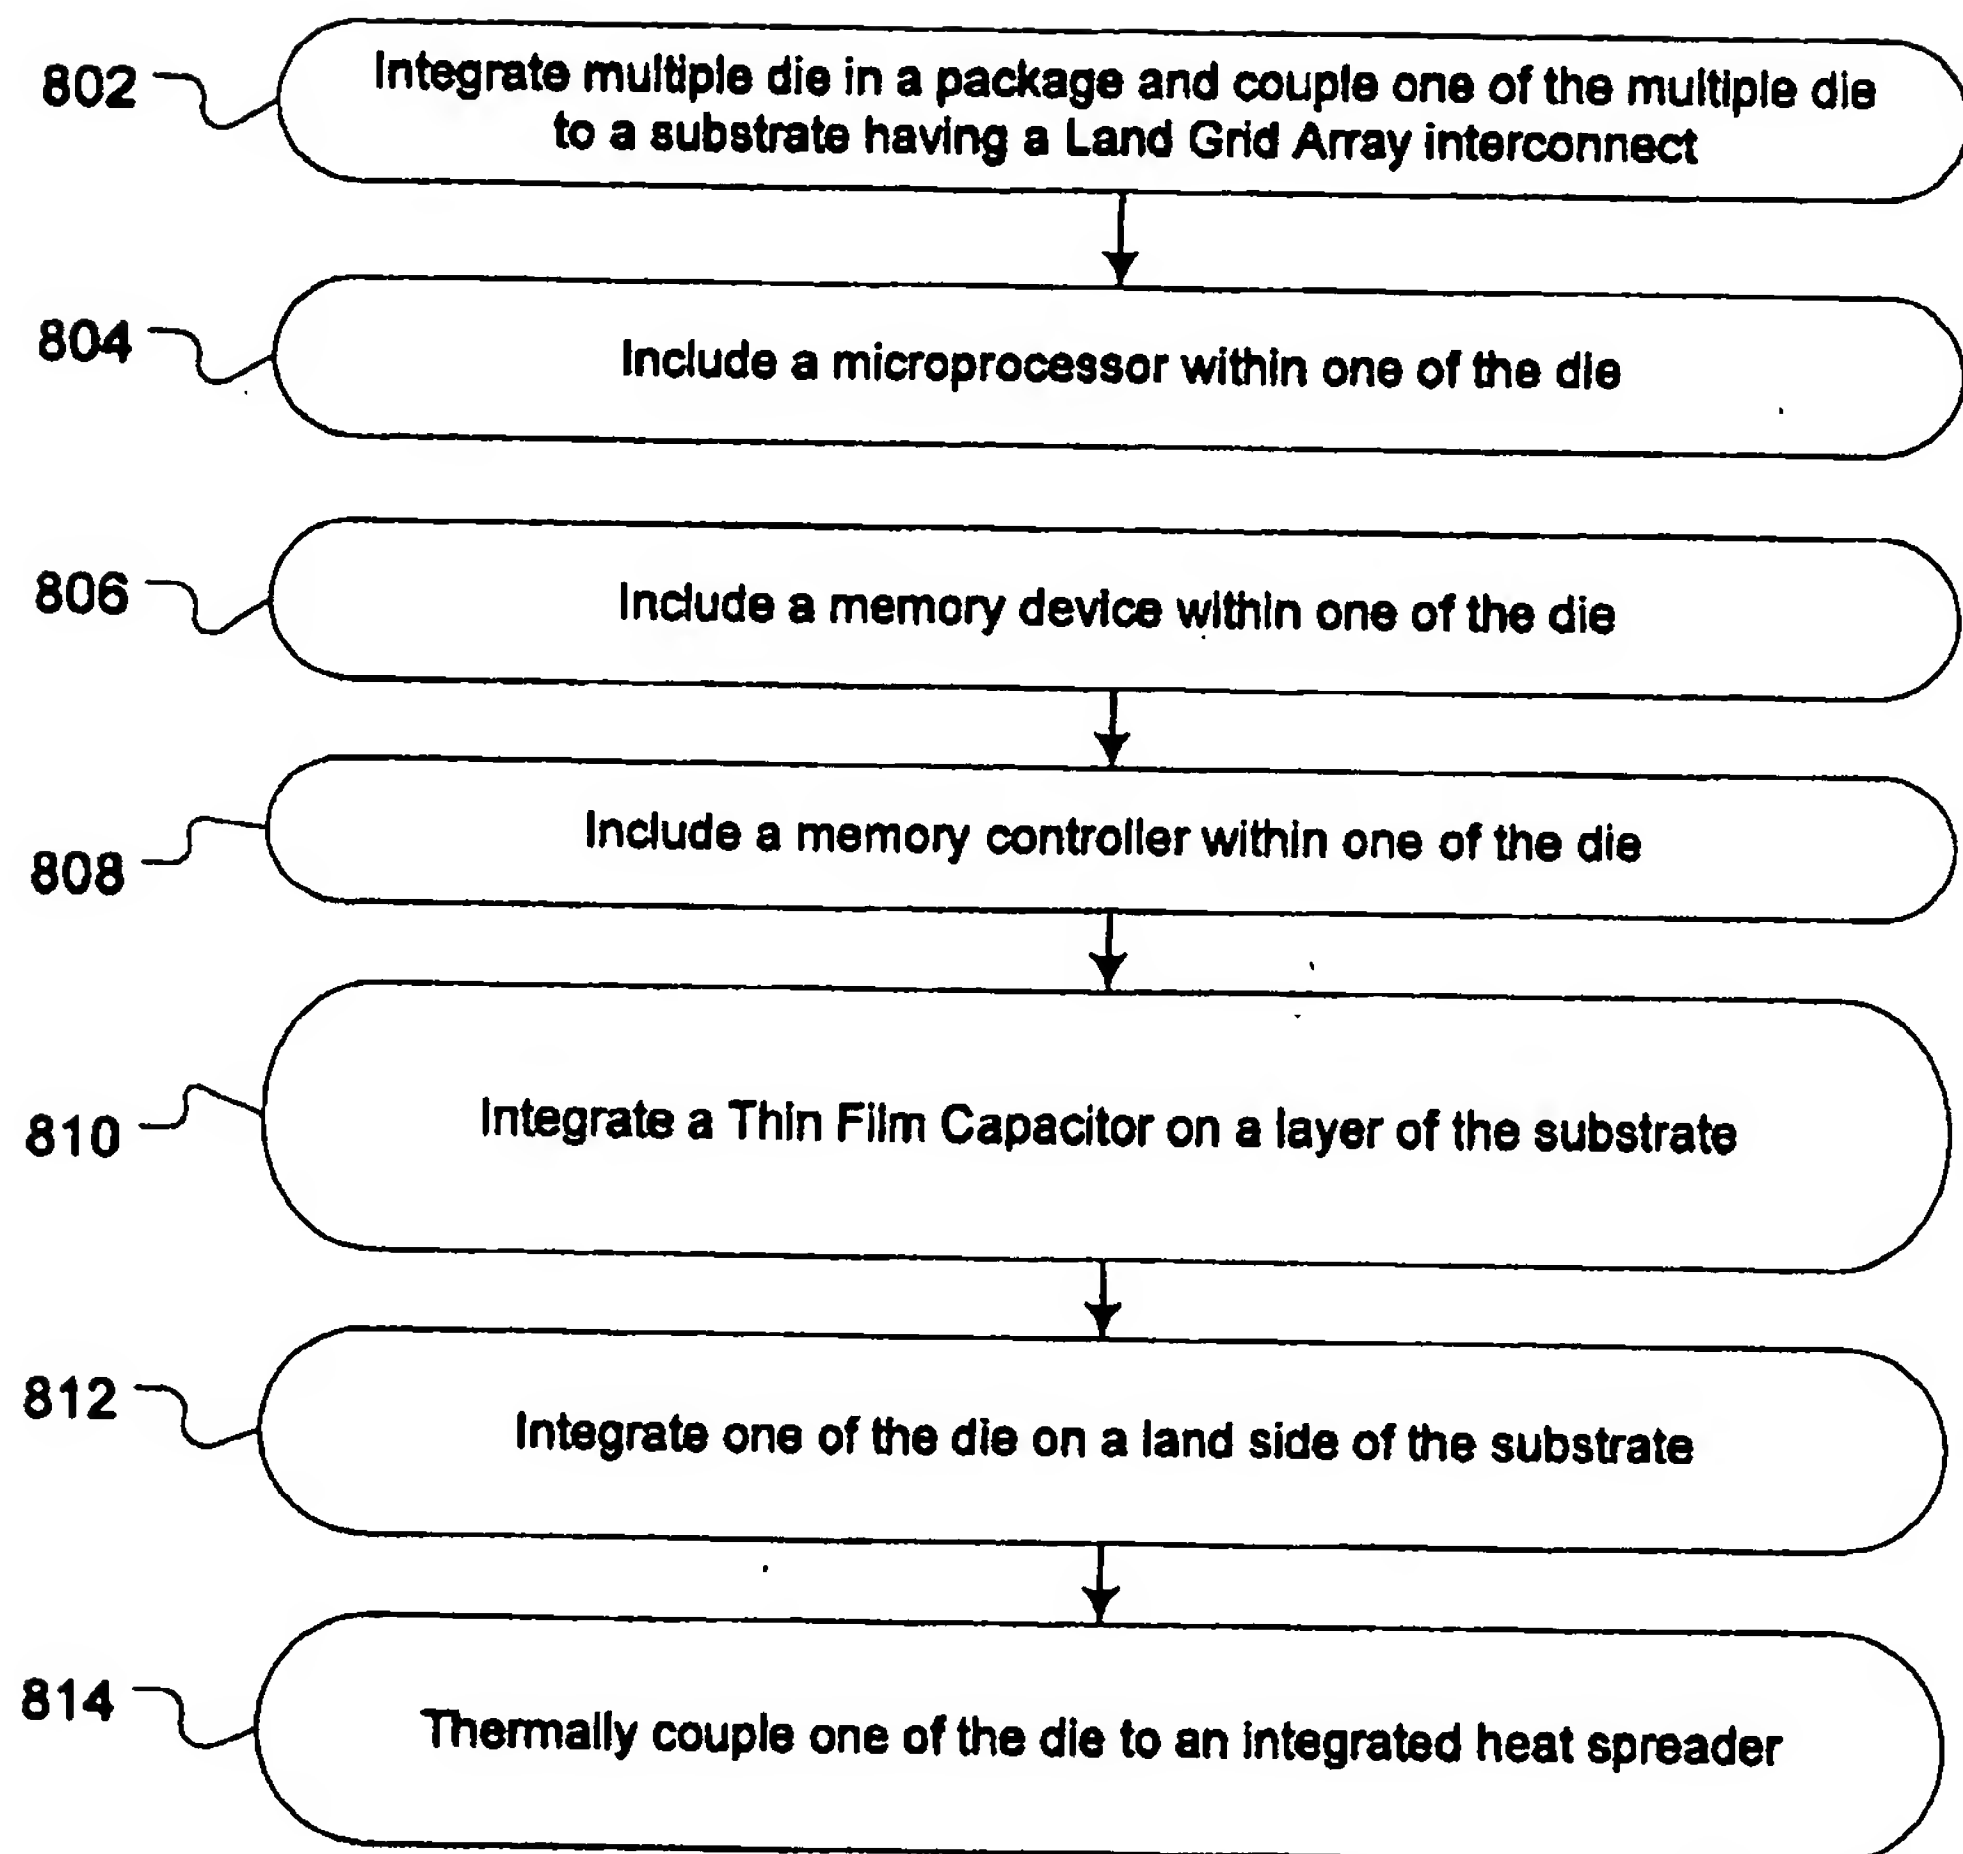 802
Integrate multiple die in a package and couple one of the multiple die
to a substrate having a Land Grid Array interconnect
804
Include a microprocessor within one of the die
806
Include a memory device within one of the die
808
Include a memory controller within one of the die
810
Integrate a Thin Film Capacitor on a layer of the substrate
812
Integrate one of the die on a land side of the substrate
814
Thermally couple one of the die to an integrated heat spreader